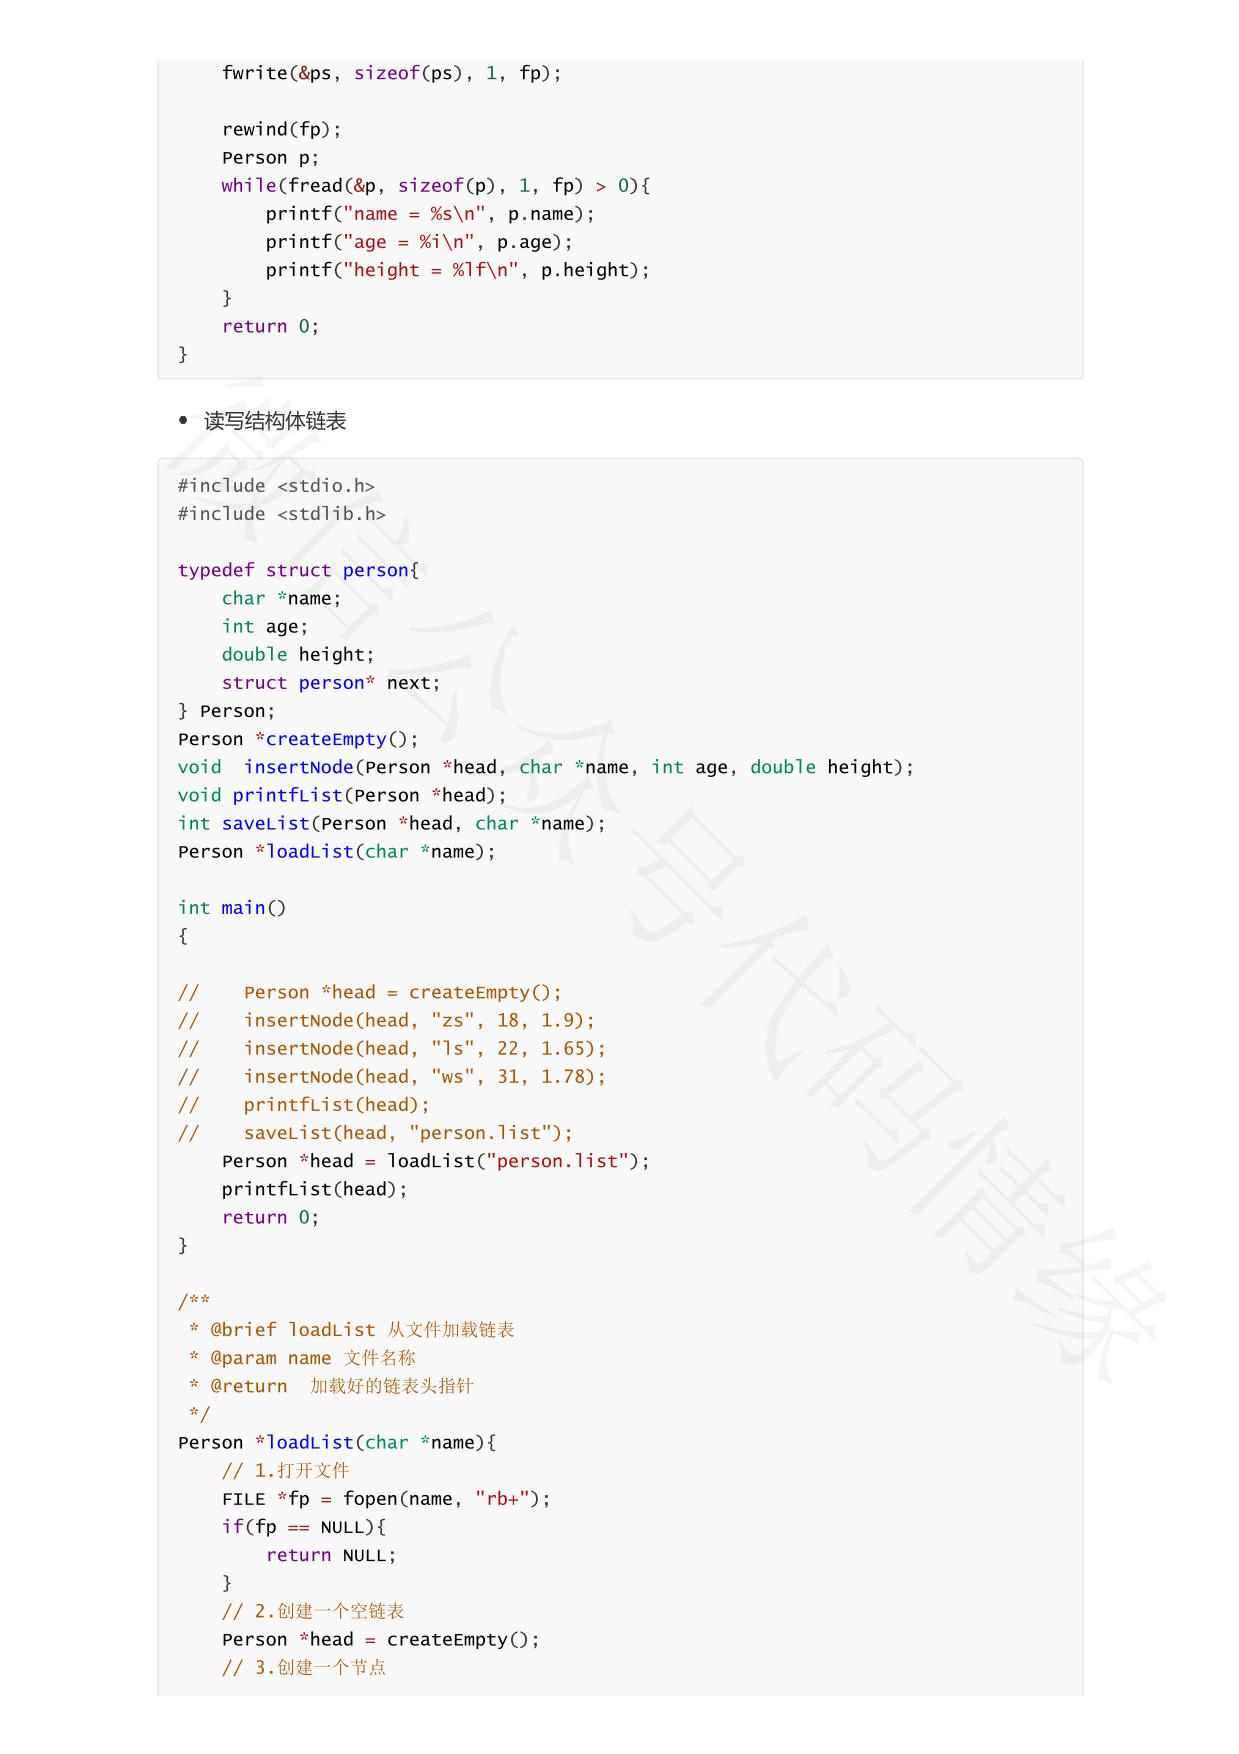 fwrite(&ps, sizeof(ps), 1, fp);

    rewind(fp);
    Person p;
    while(fread(&p, sizeof(p), 1, fp) > 0){
        printf("name = %s\n", p.name);
        printf("age = %i\n", p.age);
        printf("height = %lf\n", p.height);
    }
    return 0;
}
• 读写结构体链表
#include <stdio.h>
#include <stdlib.h>

typedef struct person{
    char *name;
    int age;
    double height;
    struct person* next;
} Person;
Person *createEmpty();
void  insertNode(Person *head, char *name, int age, double height);
void printfList(Person *head);
int saveList(Person *head, char *name);
Person *loadList(char *name);

int main()
{

//    Person *head = createEmpty();
//    insertNode(head, "zs", 18, 1.9);
//    insertNode(head, "ls", 22, 1.65);
//    insertNode(head, "ws", 31, 1.78);
//    printfList(head);
//    saveList(head, "person.list");
    Person *head = loadList("person.list");
    printfList(head);
    return 0;
}

/**
 * @brief loadList 从文件加载链表
 * @param name 文件名称
 * @return  加载好的链表头指针
 */
Person *loadList(char *name){
    // 1.打开文件
    FILE *fp = fopen(name, "rb+");
    if(fp == NULL){
        return NULL;
    }
    // 2.创建一个空链表
    Person *head = createEmpty();
    // 3.创建一个节点
微信公众号代码情缘